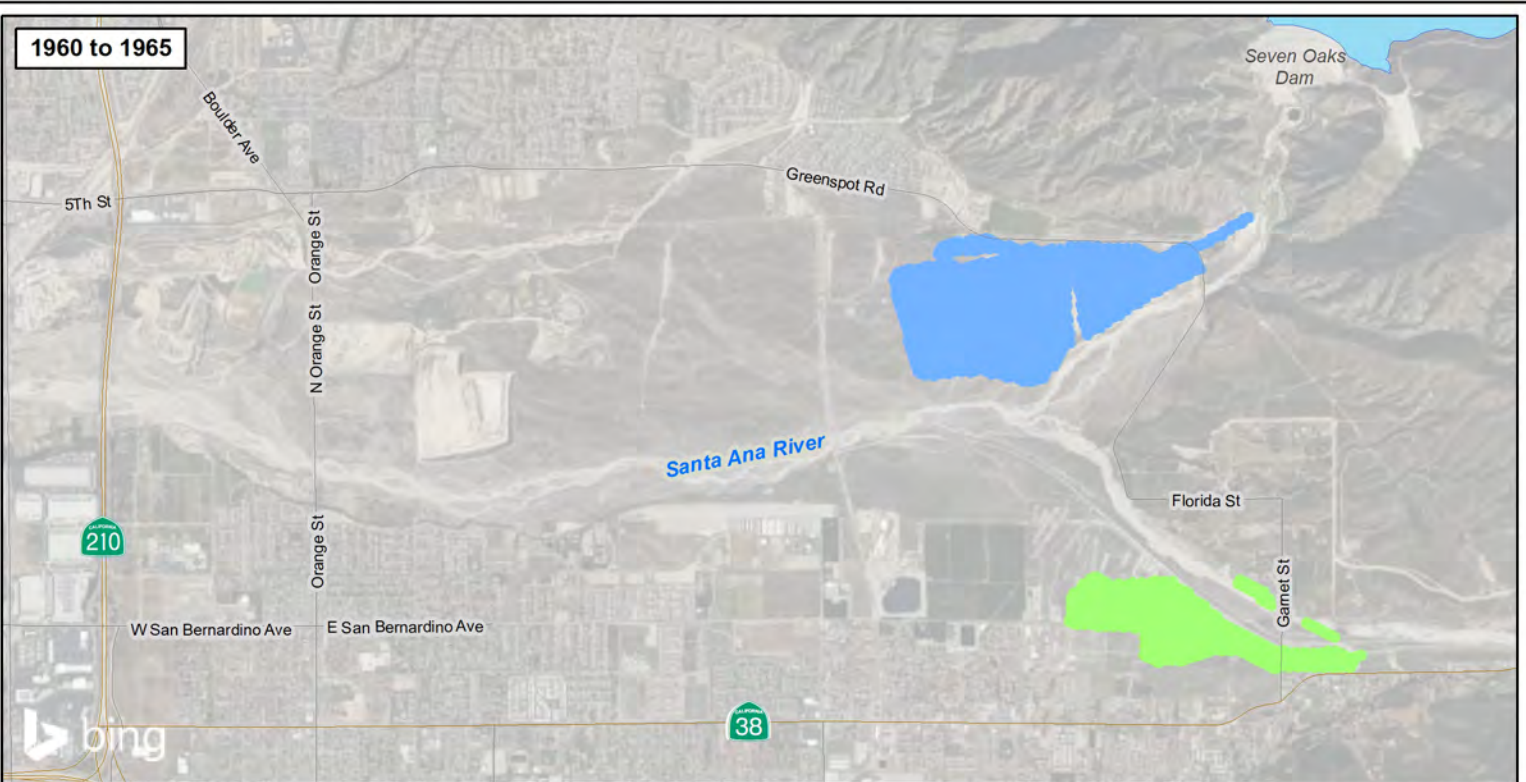 1960 to 1965
Seven Oaks
Dam
Boulder Ave
Greenspot Rd
5Th St
Orange St
N Orange St
Santa Ana River
Florida St
CALIFORNIA
210
Orange St
Garnet St
W San Bernardino Ave
E San Bernardino Ave
CALIFORNIA
38
bing